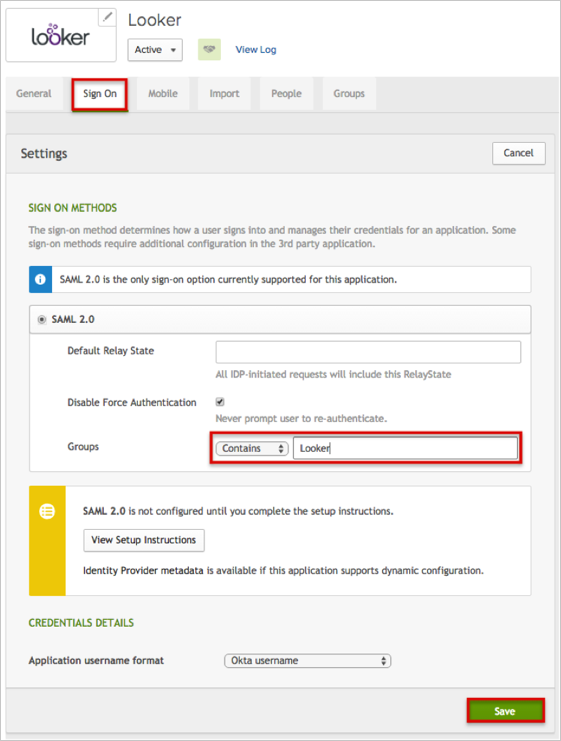 looker
Looker
Active
View Log
General
Sign On
Mobile
Import
People
Groups
Settings
Cancel
SIGN ON METHODS
The sign-on method determines how a user signs into and manages their credentials for an application. Some
sign-on methods require additional configuration in the 3rd party application.
SAML 2.0 is the only sign-on option currently supported for this application.
SAML 2.0
Default Relay State
All IDP-initiated requests will include this RelayState
Disable Force Authentication
Never prompt user to re-authenticate.
Groups
Contains
Looker
SAML 2.0 is not configured until you complete the setup instructions.
View Setup Instructions
Identity Provider metadata is available if this application supports dynamic configuration.
CREDENTIALS DETAILS
Application username format
Okta username
Save